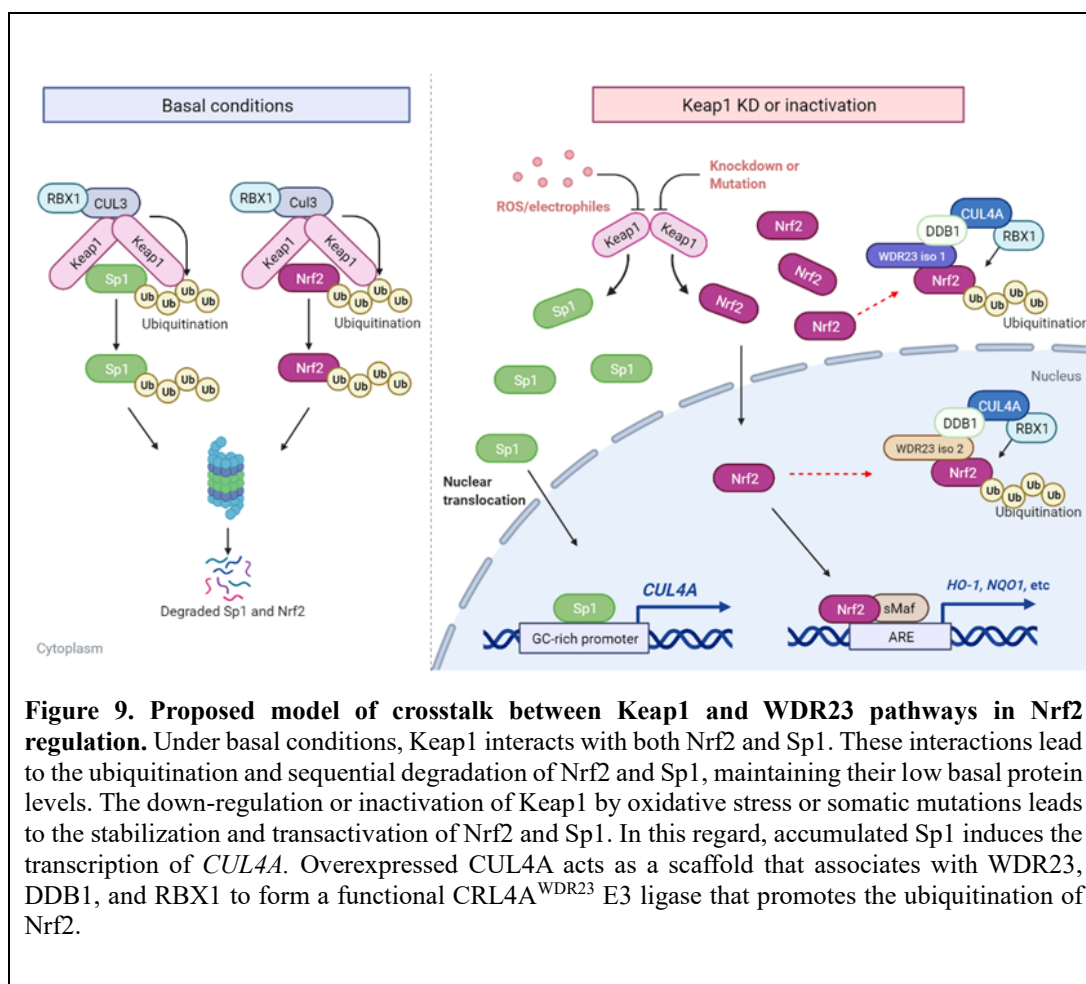 Basal conditions
RBX1
CUL3
Keap1
Keap1
Sp1
Ub
Ub
Ub
Ub
Ubiquitination
Sp1
Ub
Ub
Ub
Ub
RBX1
Cul3
Keap1
Keap1
Nrf2
Ub
Ub
Ub
Ub
Ubiquitination
Nrf2
Ub
Ub
Ub
Ub
Degraded Sp1 and Nrf2
Cytoplasm
Keap1 KD or inactivation
ROS/electrophiles
Knockdown or
Mutation
Keap1
Keap1
Sp1
Sp1
Sp1
Sp1
Nrf2
Nrf2
Nrf2
Nrf2
CUL4A
DDB1
RBX1
WDR23 iso 1
Nrf2
Ub
Ub
Ub
Ub
Ubiquitination
Nucleus
CUL4A
DDB1
RBX1
WDR23 iso 2
Nrf2
Ub
Ub
Ub
Ub
Ubiquitination
Nrf2
Nuclear
translocation
CUL4A
Sp1
GC-rich promoter
HO-1, NQO1, etc
Nrf2
sMaf
ARE
Figure 9. Proposed model of crosstalk between Keap1 and WDR23 pathways in Nrf2
regulation. Under basal conditions, Keap1 interacts with both Nrf2 and Sp1. These interactions lead
to the ubiquitination and sequential degradation of Nrf2 and Sp1, maintaining their low basal protein
levels. The down-regulation or inactivation of Keap1 by oxidative stress or somatic mutations leads
to the stabilization and transactivation of Nrf2 and Sp1. In this regard, accumulated Sp1 induces the
transcription of CUL4A. Overexpressed CUL4A acts as a scaffold that associates with WDR23,
DDB1, and RBX1 to form a functional CRL4A^WDR23 E3 ligase that promotes the ubiquitination of
Nrf2.